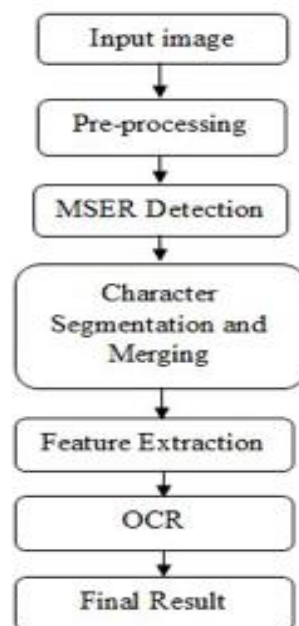 Input image
Pre-processing
MSER Detection
Character
Segmentation and
Merging
Feature Extraction
OCR
Final Result